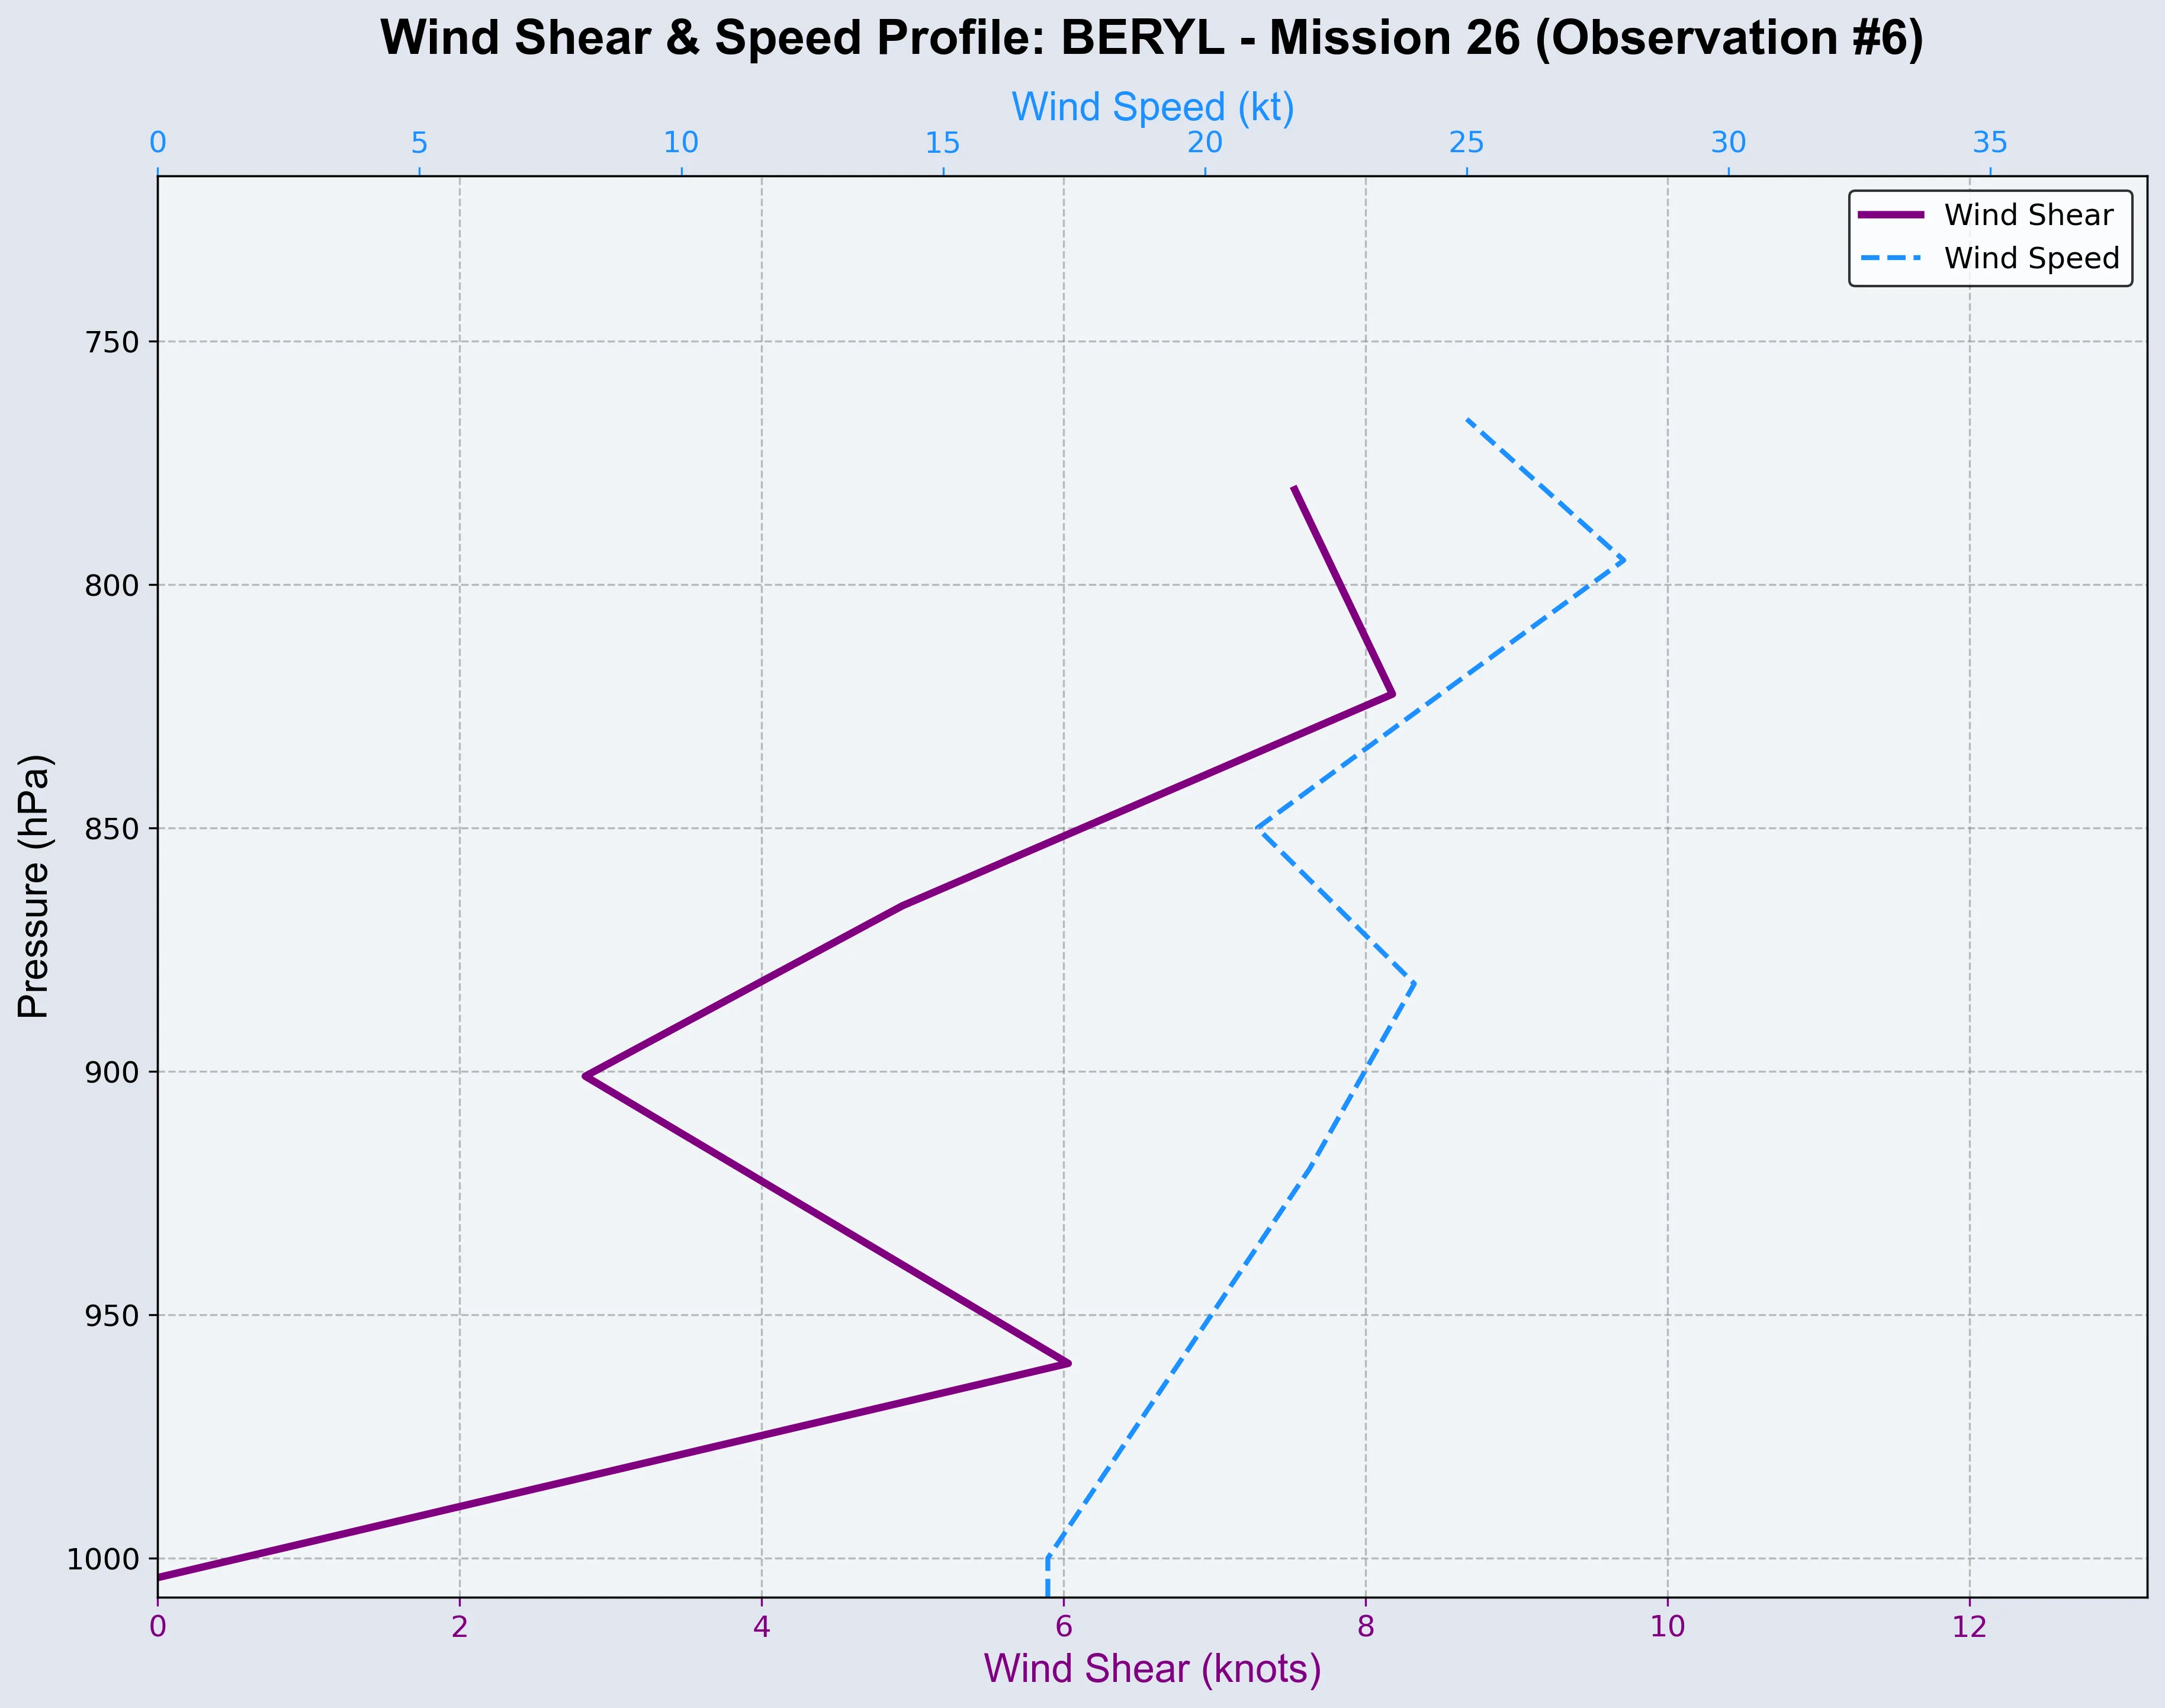 Wind Shear & Speed Profile: BERYL - Mission 26 (Observation #6)
Wind Speed (kt)
0 5 10 15 20 25 30 35
Wind Shear
Wind Speed
750
800
850
900
950
1000
Pressure (hPa)
0 2 4 6 8 10 12
Wind Shear (knots)